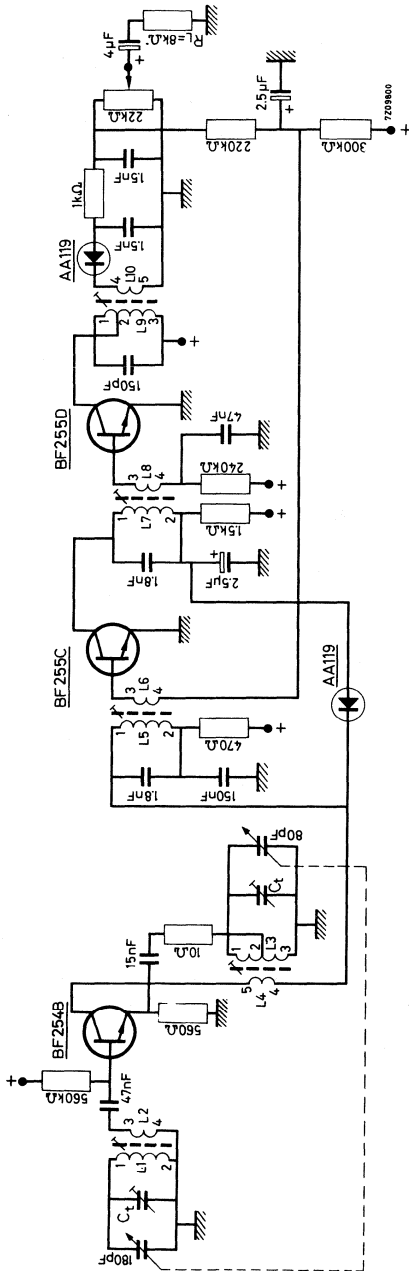 180pF
Ct
1
L1
2
3
L2
4
47nF
560kΩ
+
BF254B
560Ω
15nF
10Ω
5
L4
4
1
2
L3
3
Ct
80pF
1.8nF
150nF
1
L5
2
470Ω
+
3
L6
4
BF255C
AA119
1.8nF
2.5µF
+
1
L7
2
1.5kΩ
+
3
L8
4
240kΩ
+
47nF
BF255D
150pF
1
2
L9
3
+
4
L10
5
AA119
1.5nF
1kΩ
1.5nF
22kΩ
4µF
+
RL=8kΩ
220kΩ
2.5µF
+
300kΩ
+
7Z09800